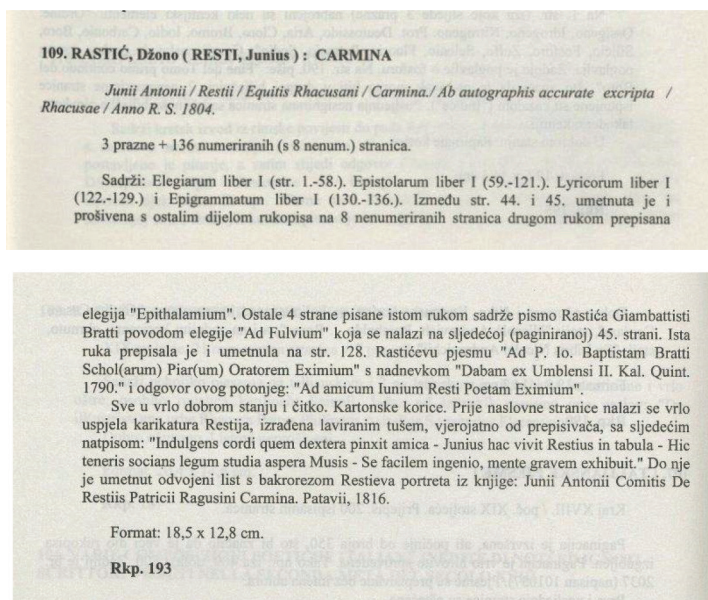 109. RASTIĆ, Džono ( RESTI, Junius ) : CARMINA
Junii Antonii / Restii / Equitis Rhacusani / Carmina./ Ab autographis accurate excripta /
Rhacusae / Anno R. S. 1804.
3 prazne + 136 numeriranih (s 8 nenum.) stranica.
Sadrži: Elegiarum liber I (str. 1.-58.). Epistolarum liber I (59.-121.). Lyricorum liber I
(122.-129.) i Epigrammatum liber I (130.-136.). Između str. 44. i 45. umetnuta je i
prošivena s ostalim dijelom rukopisa na 8 nenumeriranih stranica drugom rukom prepisana
elegija "Epithalamium". Ostale 4 strane pisane istom rukom sadrže pismo Rastića Giambattisti
Bratti povodom elegije "Ad Fulvium" koja se nalazi na sljedećoj (paginiranoj) 45. strani. Ista
ruka prepisala je i umetnula na str. 128. Rastićevu pjesmu "Ad P. Io. Baptistam Bratti
Schol(arum) Piar(um) Oratorem Eximium" s nadnevkom "Dabam ex Umblensi II. Kal. Quint.
1790." i odgovor ovog potonjeg: "Ad amicum Iunium Resti Poetam Eximium".
Sve u vrlo dobrom stanju i čitko. Kartonske korice. Prije naslovne stranice nalazi se vrlo
uspjela karikatura Restija, izrađena laviranim tušem, vjerojatno od prepisivača, sa sljedećim
natpisom: "Indulgens cordi quem dextera pinxit amica - Junius hac vivit Restius in tabula - Hic
teneris socians legum studia aspera Musis - Se facilem ingenio, mente gravem exhibuit." Do nje
je umetnut odvojeni list s bakrorezom Restieva portreta iz knjige: Junii Antonii Comitis De
Restiis Patricii Ragusini Carmina. Patavii, 1816.
Format: 18,5 x 12,8 cm.
Rkp. 193